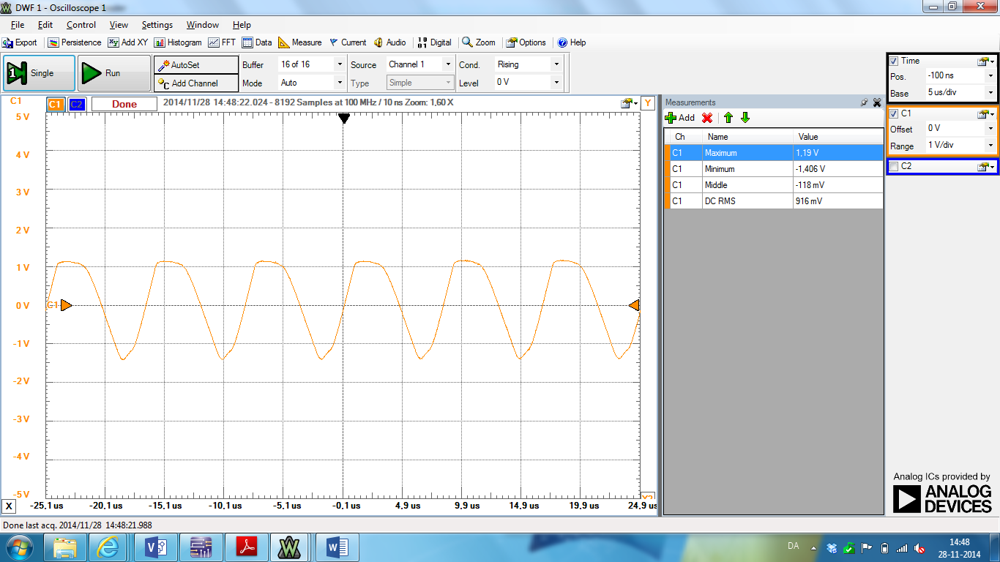 DWF 1 - Oscilloscope 1
File Edit Control View Settings Window Help
Export Persistence Add XY Histogram FFT Data Measure Current Audio Digital Zoom Options Help
Single Run AutoSet Buffer 16 of 16 Source Channel 1 Cond. Rising
Add Channel Mode Auto Type Simple Level 0 V
C1 C1 C2 Done 2014/11/28 14:48:22.024 - 8192 Samples at 100 MHz / 10 ns Zoom: 1,60 X Y
5 V
4 V
3 V
2 V
1 V
0 V
-1 V
-2 V
-3 V
-4 V
-5 V
C1
X -25,1 us -20,1 us -15,1 us -10,1 us -5,1 us -0,1 us 4,9 us 9,9 us 14,9 us 19,9 us 24,9 us
Measurements
Add
Ch Name Value
C1 Maximum 1,19 V
C1 Minimum -1,406 V
C1 Middle -118 mV
C1 DC RMS 916 mV
Time
Pos. -100 ns
Base 5 us/div
C1
Offset 0 V
Range 1 V/div
C2
Analog ICs provided by
ANALOG
DEVICES
Done last acq. 2014/11/28 14:48:21.988
DA 14:48
28-11-2014